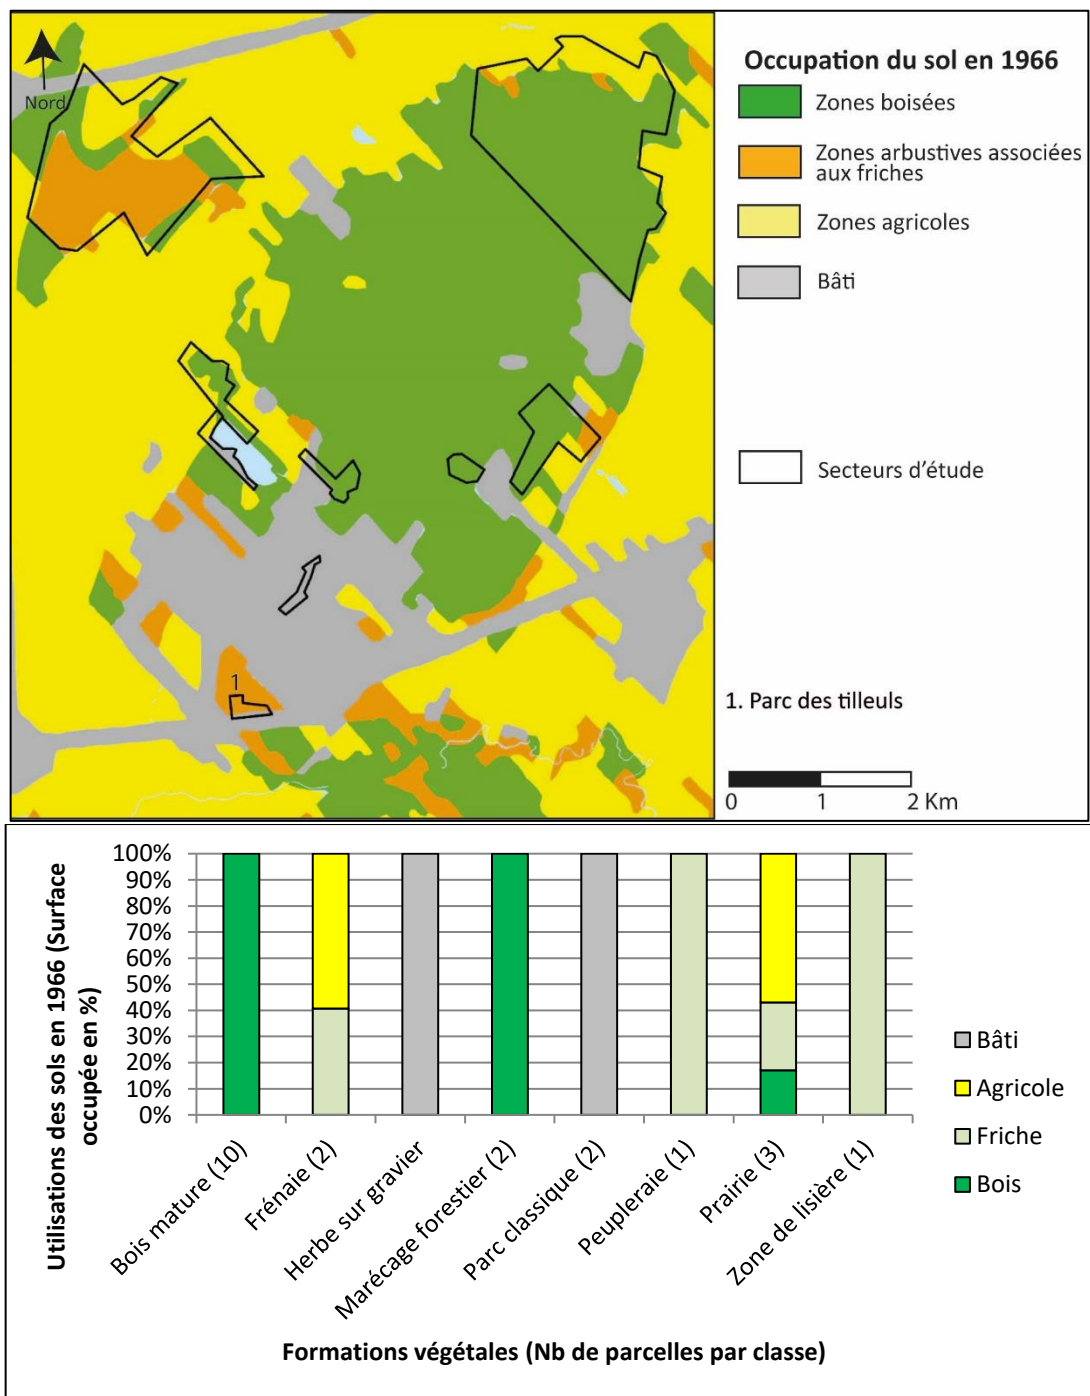 Nord
Occupation du sol en 1966
Zones boisées
Zones arbustives associées
aux friches
Zones agricoles
Bâti
Secteurs d'étude
1
1. Parc des tilleuls
0 1 2 Km
Utilisations des sols en 1966 (Surface
occupée en %)
100%
90%
80%
70%
60%
50%
40%
30%
20%
10%
0%
Bois mature (10)
Frénaie (2)
Herbe sur gravier
Marécage forestier (2)
Parc classique (2)
Peupleraie (1)
Prairie (3)
Zone de lisière (1)
Bâti
Agricole
Friche
Bois
Formations végétales (Nb de parcelles par classe)